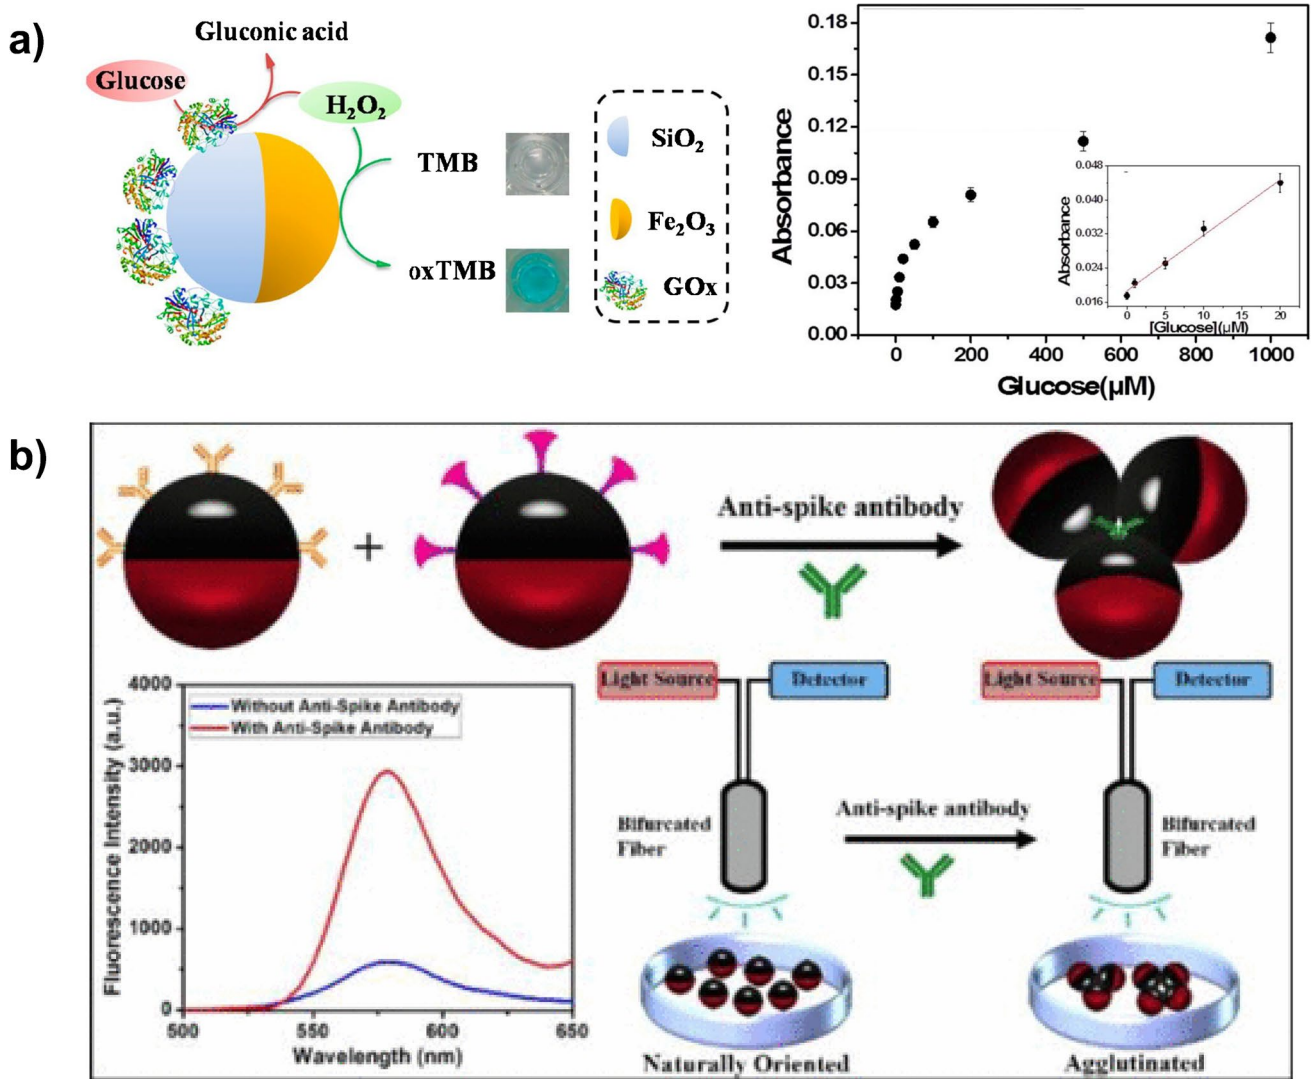 a)
Gluconic acid
Glucose
H₂O₂
TMB
oxTMB
SiO₂
Fe₂O₃
GOx
Absorbance
0.18
0.15
0.12
0.09
0.06
0.03
0.00
0 200 400 600 800 1000
Glucose(µM)
Absorbance
0.048
0.040
0.032
0.024
0.016
0 5 10 15 20
[Glucose](µM)
b)
+
Anti-spike antibody
Fluorescence Intensity (a.u.)
4000
3000
2000
1000
0
Without Anti-Spike Antibody
With Anti-Spike Antibody
500 550 600 650
Wavelength (nm)
Light Source
Detector
Bifurcated
Fiber
Naturally Oriented
Anti-spike antibody
Light Source
Detector
Bifurcated
Fiber
Agglutinated